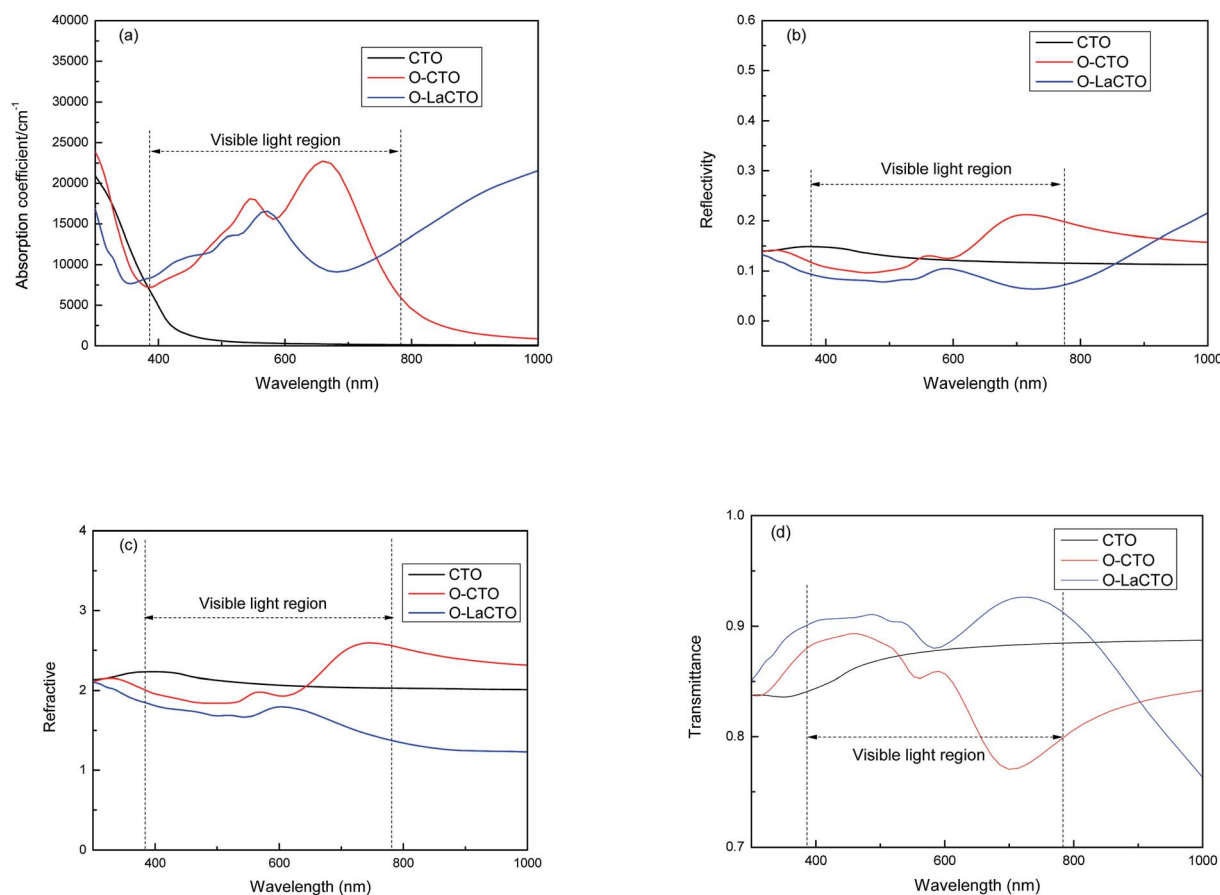 (a)
CTO
O-CTO
O-LaCTO
Visible light region
40000
35000
30000
25000
20000
15000
10000
5000
0
Absorption coefficient/cm-1
400 600 800 1000
Wavelength (nm)
(b)
CTO
O-CTO
O-LaCTO
Visible light region
0.6
0.5
0.4
0.3
0.2
0.1
0.0
Reflectivity
400 600 800 1000
Wavelength (nm)
(c)
CTO
O-CTO
O-LaCTO
Visible light region
4
3
2
1
0
Refractive
400 600 800 1000
Wavelength (nm)
(d)
CTO
O-CTO
O-LaCTO
Visible light region
1.0
0.9
0.8
0.7
Transmittance
400 600 800 1000
Wavelength (nm)